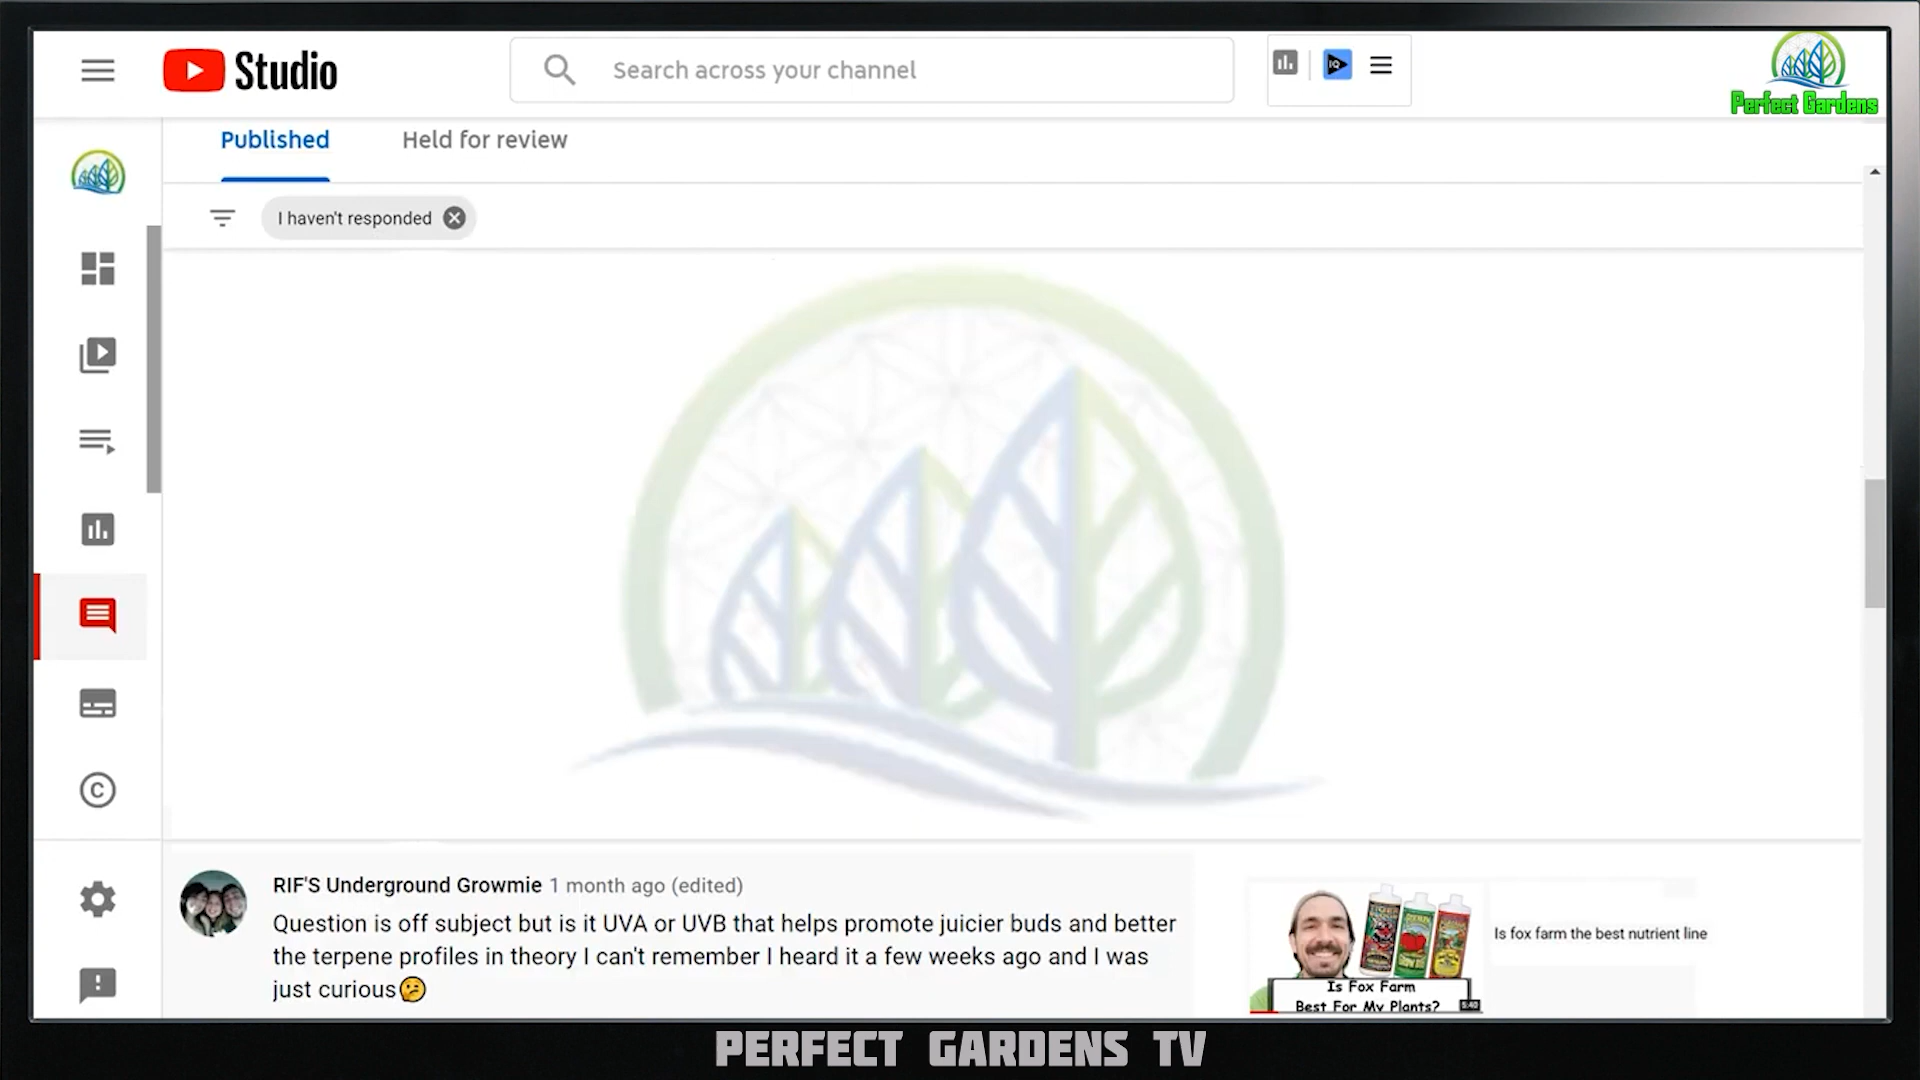 Studio
Search across your channel
IQ
Perfect Gardens
Published
Held for review
I haven't responded
RIF'S Underground Growmie 1 month ago (edited)
Question is off subject but is it UVA or UVB that helps promote juicier buds and better
the terpene profiles in theory I can't remember I heard it a few weeks ago and I was
just curious🤔
Is Fox Farm
Best For My Plants?
Is fox farm the best nutrient line
PERFECT GARDENS TV